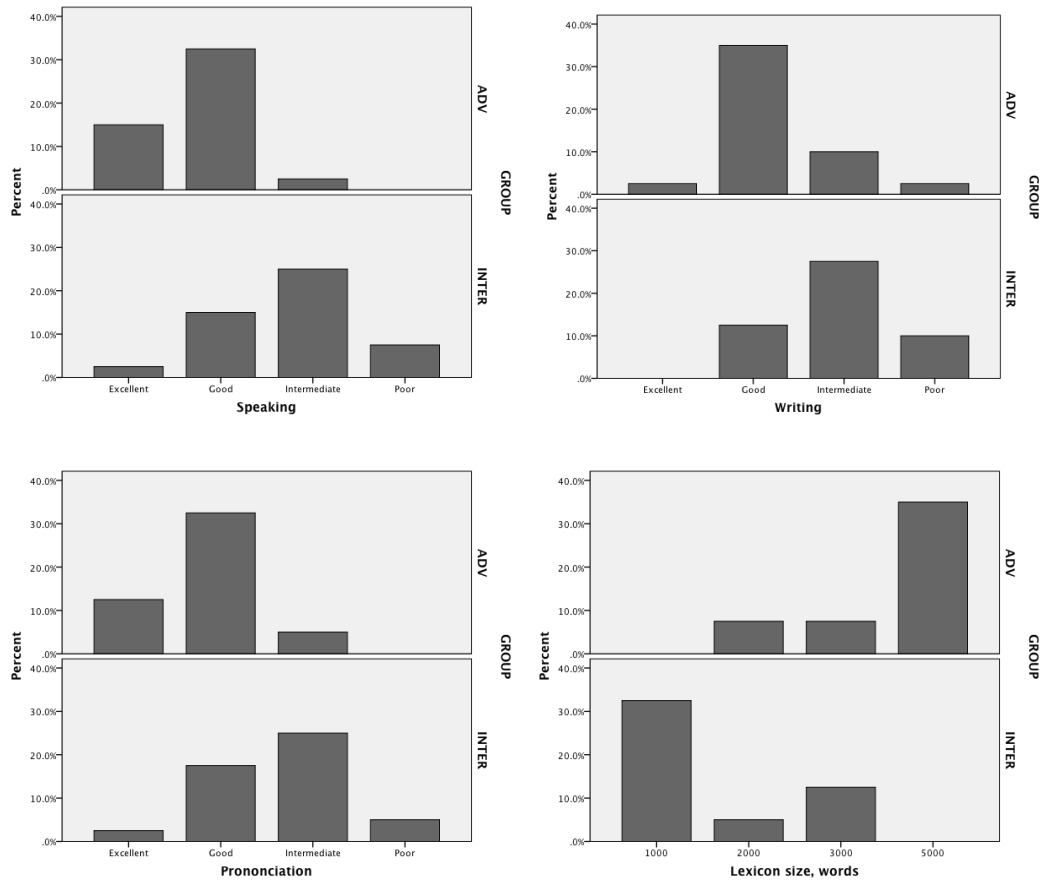 40.0%
30.0%
20.0%
10.0%
.0%
ADV
40.0%
30.0%
20.0%
10.0%
.0%
INTER
Percent
GROUP
Excellent Good Intermediate Poor
Speaking
40.0%
30.0%
20.0%
10.0%
.0%
ADV
40.0%
30.0%
20.0%
10.0%
.0%
INTER
Percent
GROUP
Excellent Good Intermediate Poor
Writing
40.0%
30.0%
20.0%
10.0%
.0%
ADV
40.0%
30.0%
20.0%
10.0%
.0%
INTER
Percent
GROUP
Excellent Good Intermediate Poor
Prononciation
40.0%
30.0%
20.0%
10.0%
.0%
ADV
40.0%
30.0%
20.0%
10.0%
.0%
INTER
Percent
GROUP
1000 2000 3000 5000
Lexicon size, words